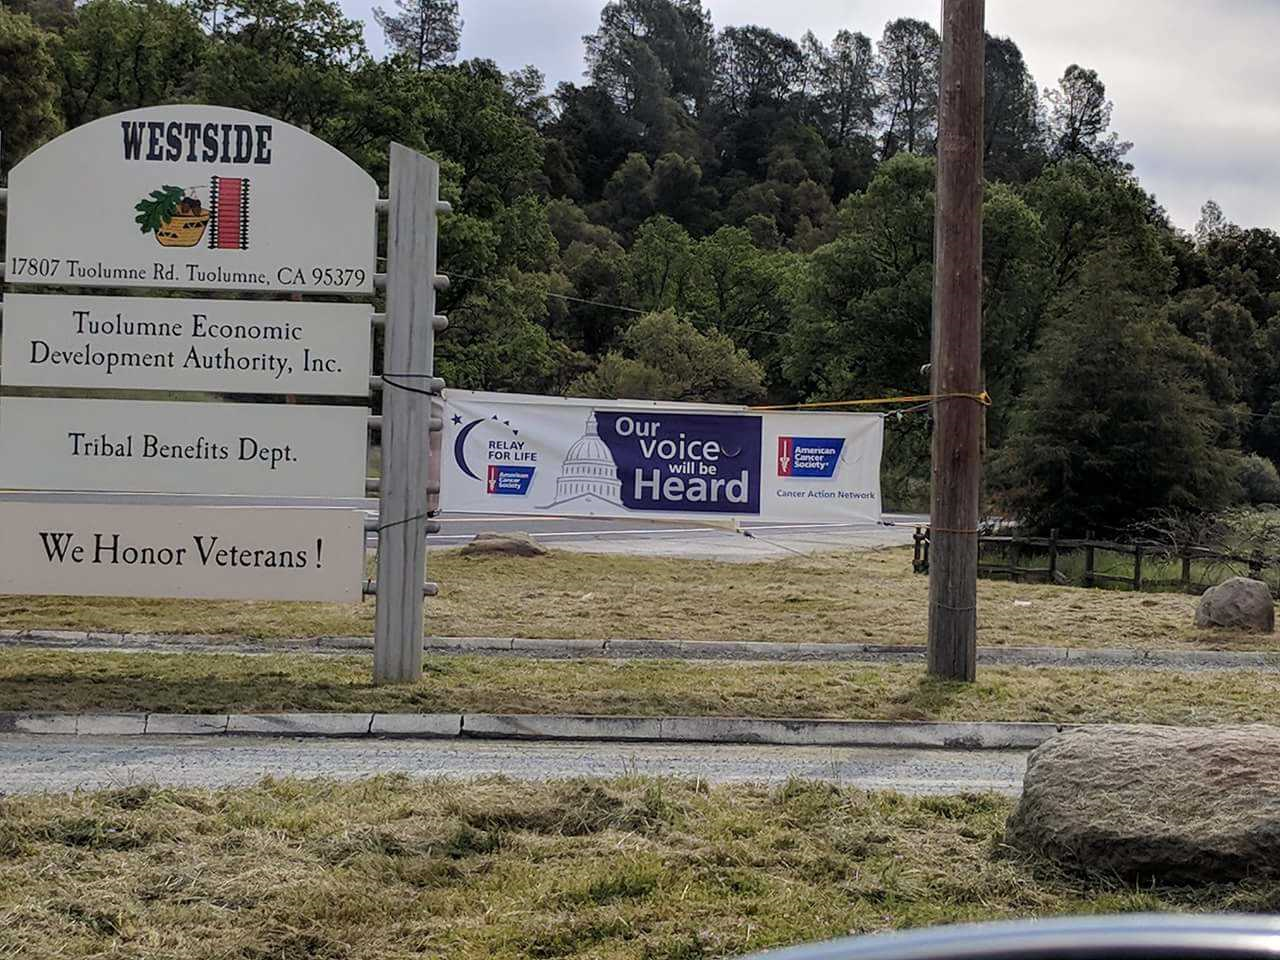 WESTSIDE
17807 Tuolumne Rd. Tuolumne, CA 95379
Tuolumne Economic
Development Authority, Inc.
Tribal Benefits Dept.
We Honor Veterans!
RELAY
FOR LIFE
American
Cancer
Society
Our
voice
will be
Heard
American
Cancer
Society
Cancer Action Network